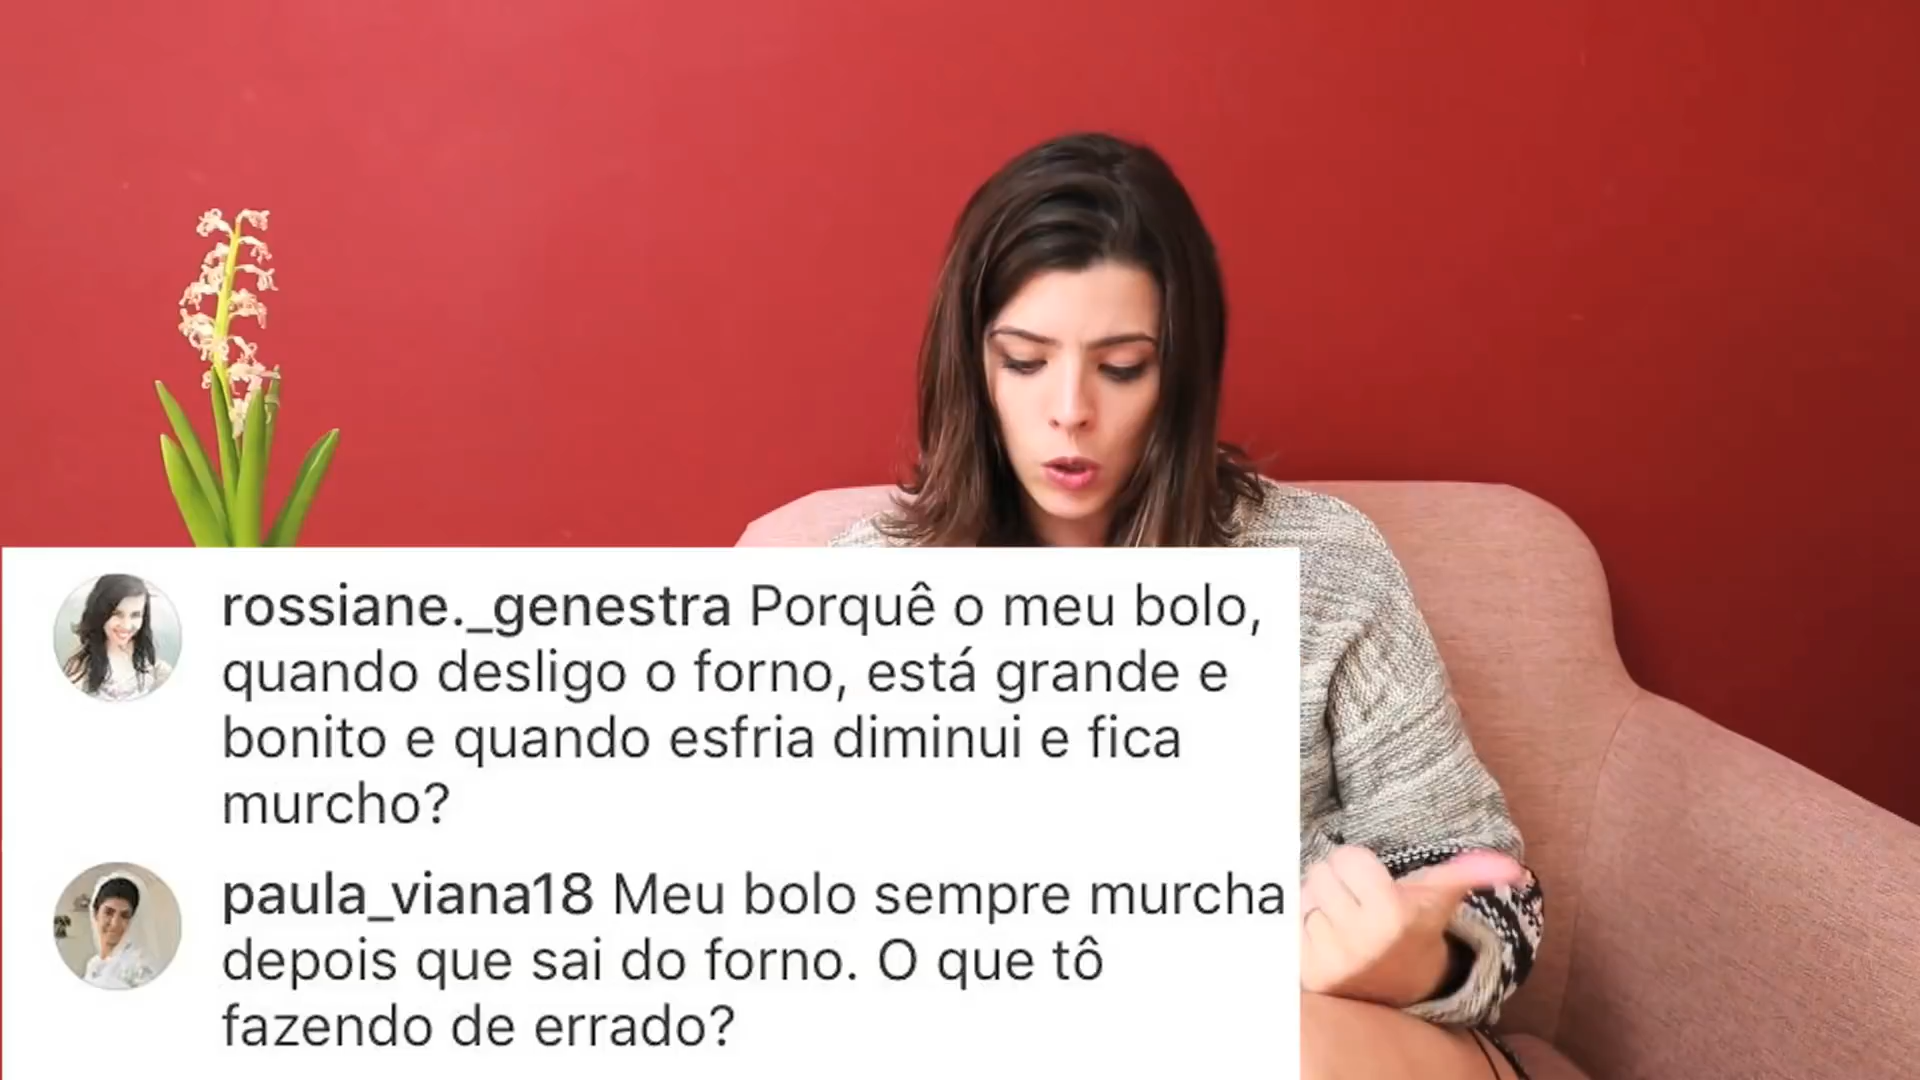 rossiane._genestra Porquê o meu bolo,
quando desligo o forno, está grande e
bonito e quando esfria diminui e fica
murcho?
paula_viana18 Meu bolo sempre murcha
depois que sai do forno. O que tô
fazendo de errado?